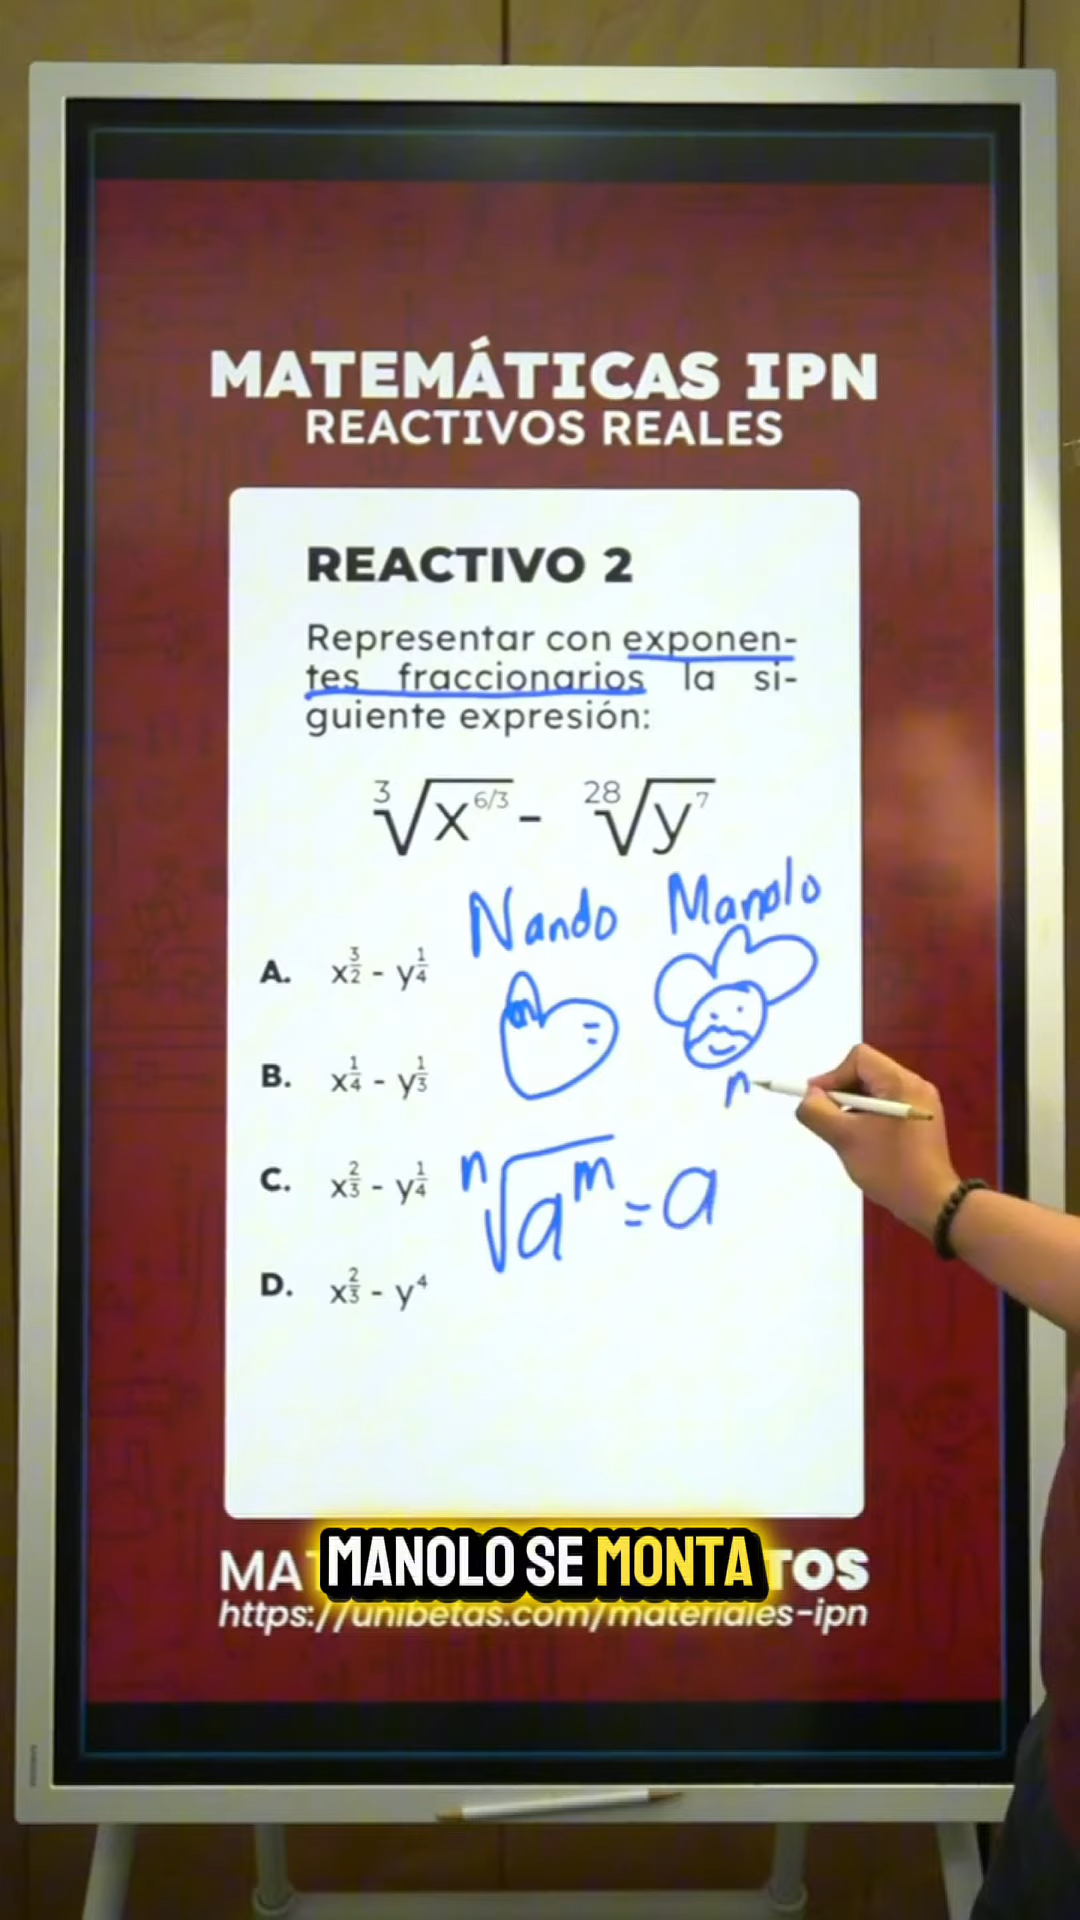 MATEMÁTICAS IPN
REACTIVOS REALES
REACTIVO 2
Representar con exponen-
tes fraccionarios la si-
guiente expresión:
∛x^{6/3} - ²⁸√y⁷
Nando Manolo
A. x^{3/2} - y^{1/4}
B. x^{1/4} - y^{1/3}
C. x^{2/3} - y^{1/4}
ⁿ√a^m = a
D. x^{2/3} - y⁴
MANOLO SE MONTA
https://unibetas.com/materiales-ipn